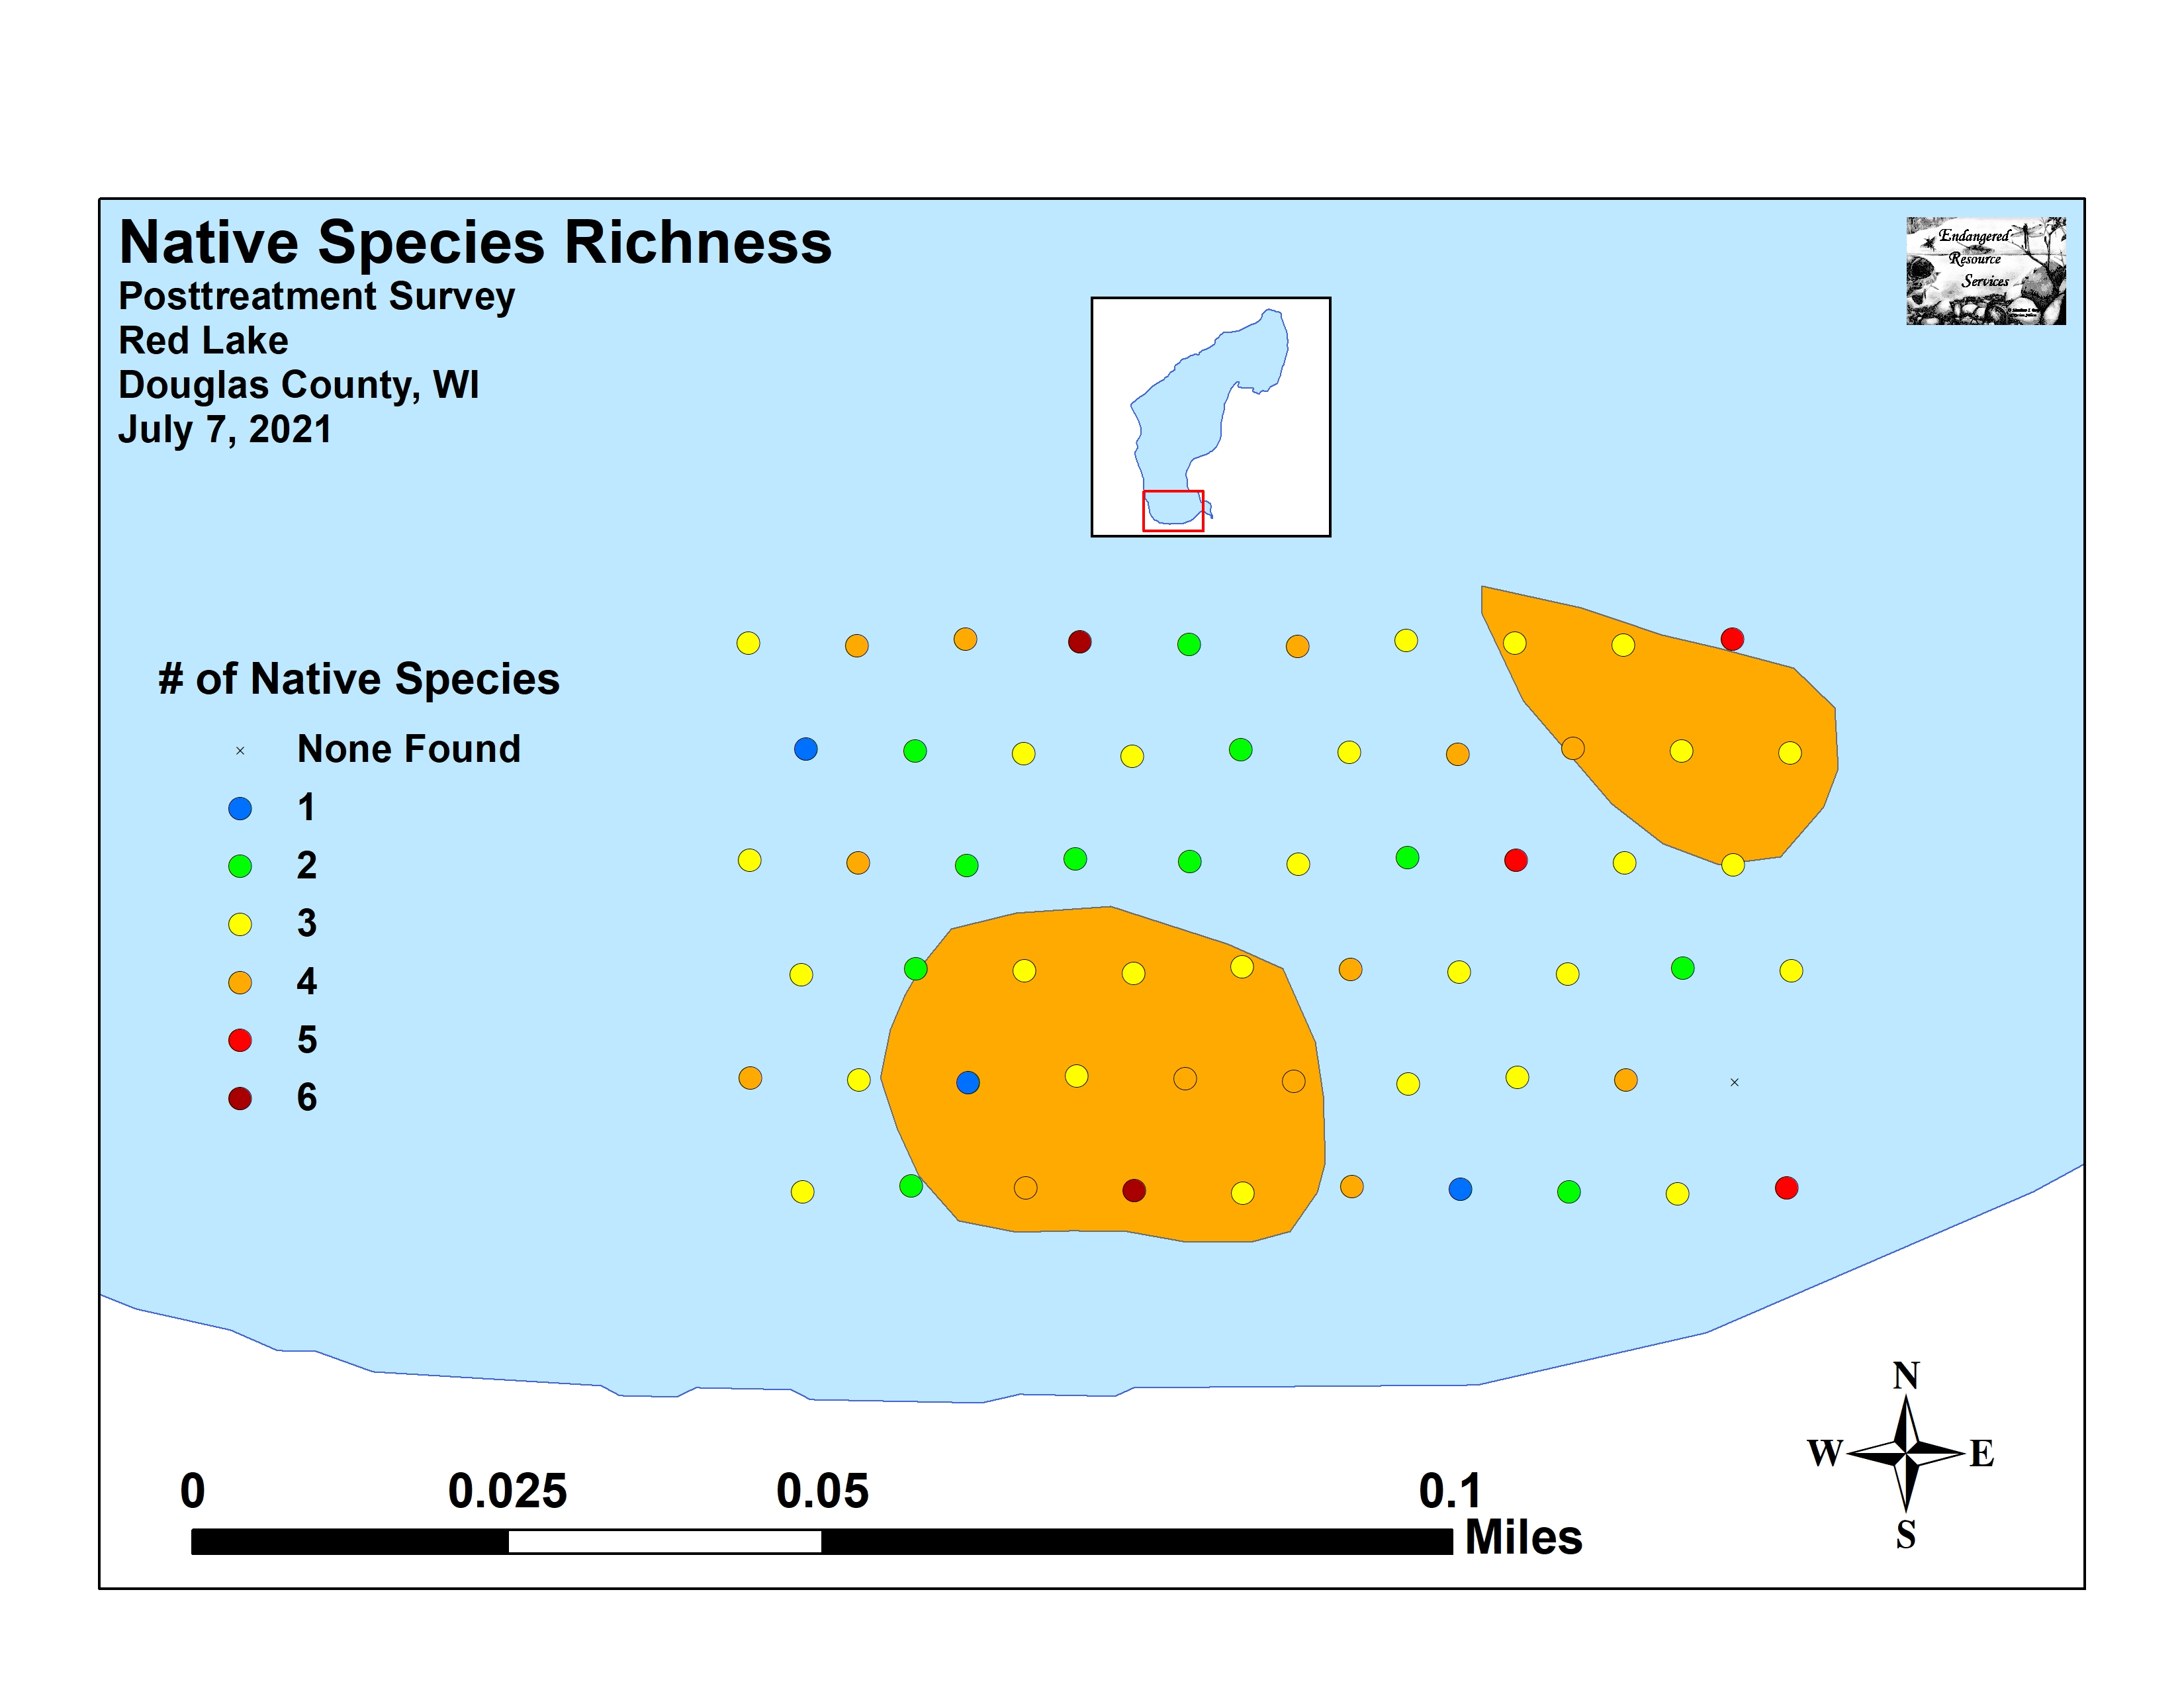 Native Species Richness
Posttreatment Survey
Red Lake
Douglas County, WI
July 7, 2021
Endangered
Resource
Services
# of Native Species
None Found
1
2
3
4
5
6
N
W E
S
0 0.025 0.05 0.1
Miles